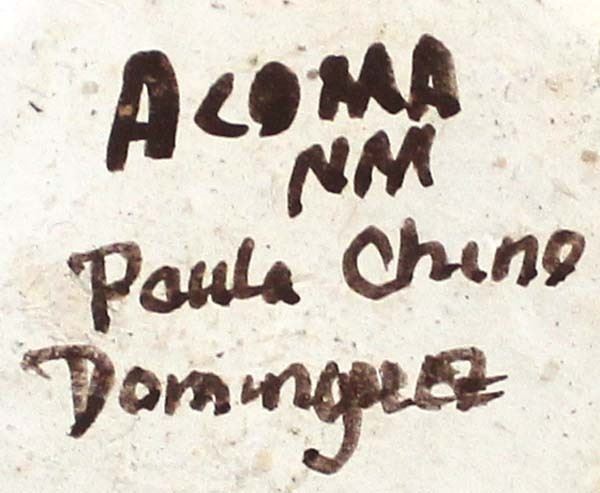 ACOMA
NM
Paula Chino
Dominguez